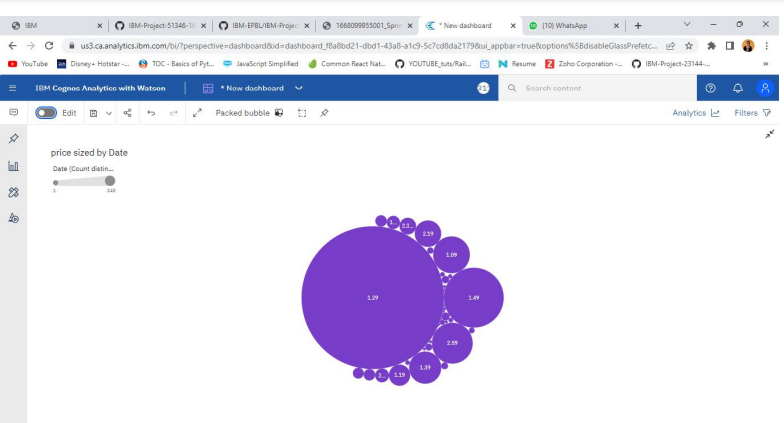 IBM
IBM-Project-51346-16
IBM-EPBL/IBM-Project
1668099955001_Sprin
* New dashboard
(10) WhatsApp
us3.ca.analytics.ibm.com/bi/?perspective=dashboard&id=dashboard_f8a8bd21-dbd1-43a8-a1c9-5c7cd8da2179&ui_appbar=true&options%5BdisableGlassPrefetc...
YouTube
Disney+ Hotstar -...
TOC - Basics of Pyt...
JavaScript Simplified
Common React Nat...
YOUTUBE_tuts/Rail...
Resume
Zoho Corporation -...
IBM-Project-23144-...
IBM Cognos Analytics with Watson
* New dashboard
Search content
Edit
Packed bubble
Analytics
Filters
price sized by Date
Date (Count distin...
1
2.3...
2.19
1.09
1.29
1.49
2.59
1.39
1.19
2...